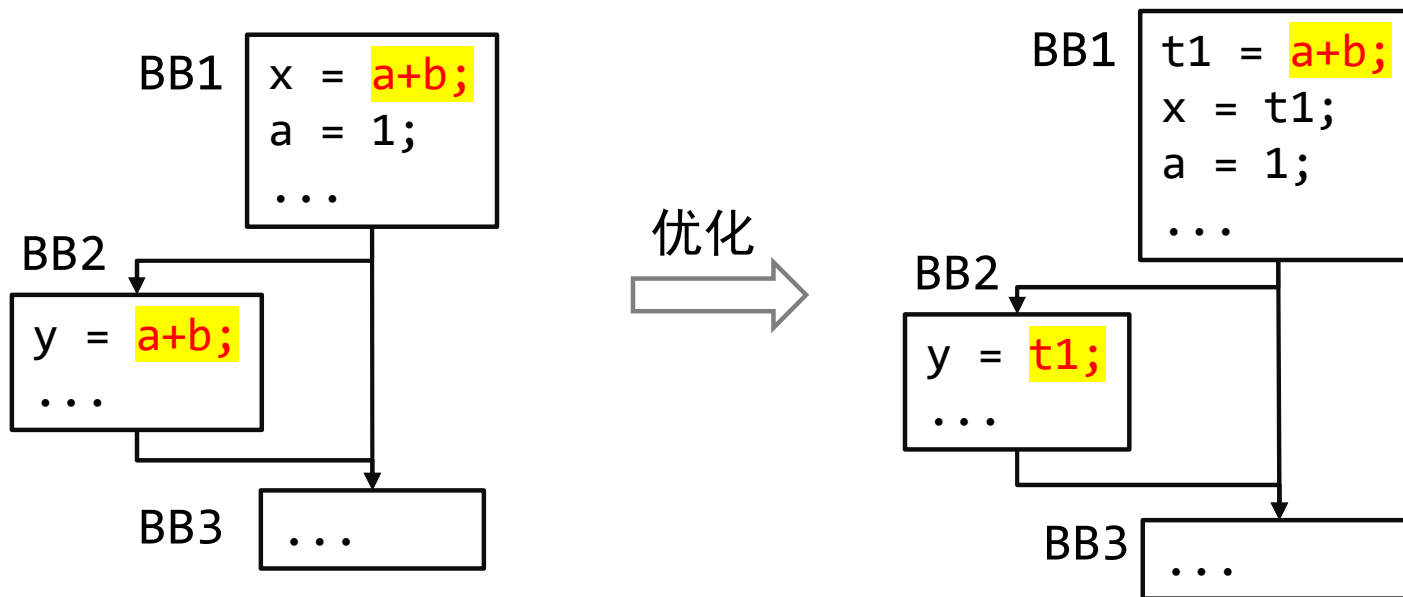 BB1
x = a+b;
a = 1;
...
BB2
y = a+b;
...
BB3
...
优化
BB1
t1 = a+b;
x = t1;
a = 1;
...
BB2
y = t1;
...
BB3
...